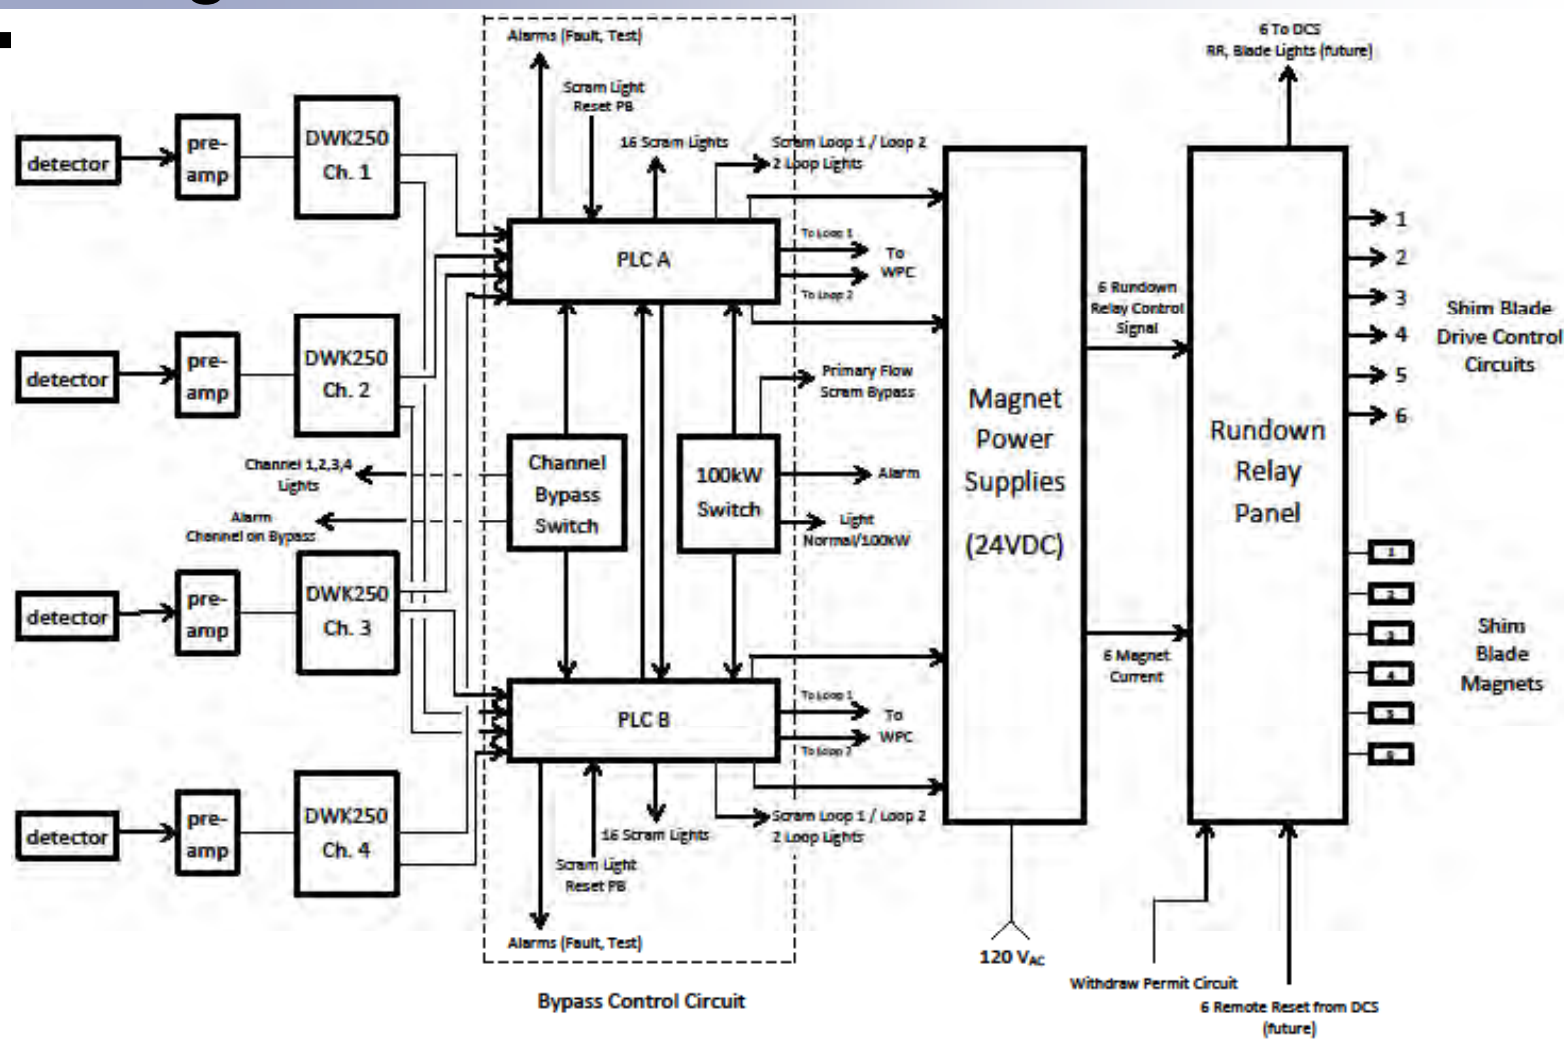 6 To DCS
RR, Blade Lights (future)
Alarms (Fault, Test)
Scram Light
Reset PB
16 Scram Lights
Scram Loop 1 / Loop 2
2 Loop Lights
detector
pre-
amp
DWK250
Ch. 1
PLC A
To Loop 1
To
WPC
To Loop 2
1
2
3
4
5
6
Shim Blade
Drive Control
Circuits
6 Rundown
Relay Control
Signal
detector
pre-
amp
DWK250
Ch. 2
Primary Flow
Scram Bypass
Magnet
Power
Supplies
(24VDC)
Rundown
Relay
Panel
Channel 1,2,3,4
Lights
Alarm
Channel on Bypass
Channel
Bypass
Switch
100kW
Switch
Alarm
Light
Normal/100kW
detector
pre-
amp
DWK250
Ch. 3
6 Magnet
Current
1
2
3
4
5
6
Shim
Blade
Magnets
PLC B
To Loop 1
To
WPC
To Loop 2
detector
pre-
amp
DWK250
Ch. 4
16 Scram Lights
Scram Loop 1 / Loop 2
2 Loop Lights
Scram Light
Reset PB
Alarms (Fault, Test)
120 VAC
Withdraw Permit Circuit
6 Remote Reset from DCS
(future)
Bypass Control Circuit